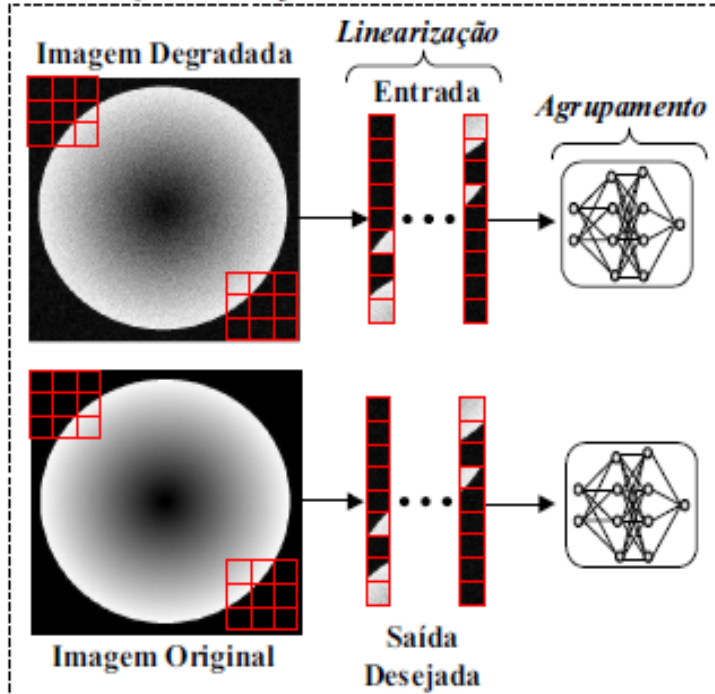 Linearização
Imagem Degradada
Entrada
Agrupamento
Imagem Original
Saída
Desejada